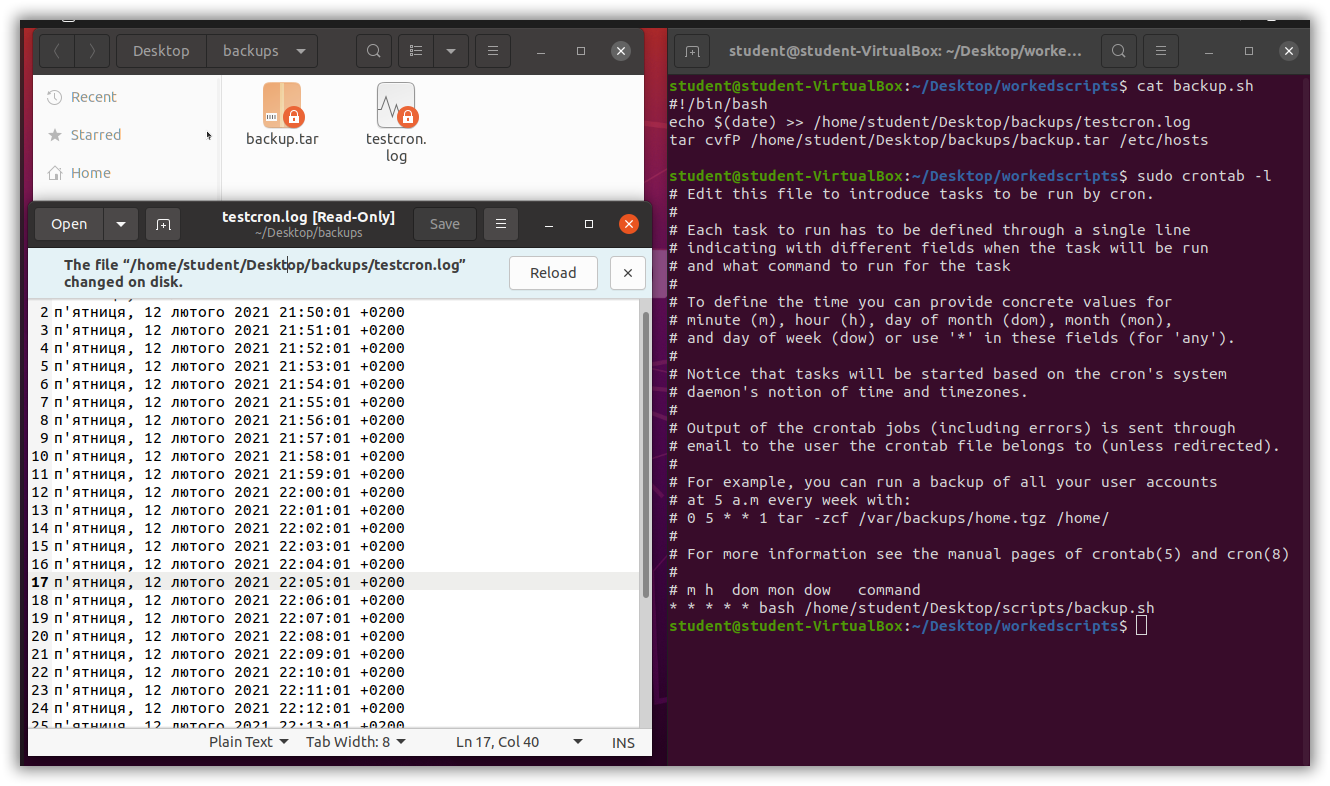 Desktop
backups
Recent
Starred
Home
backup.tar
testcron.
log
Open
testcron.log [Read-Only]
~/Desktop/backups
Save
The file “/home/student/Desktop/backups/testcron.log”
changed on disk.
Reload
2 п'ятниця, 12 лютого 2021 21:50:01 +0200
3 п'ятниця, 12 лютого 2021 21:51:01 +0200
4 п'ятниця, 12 лютого 2021 21:52:01 +0200
5 п'ятниця, 12 лютого 2021 21:53:01 +0200
6 п'ятниця, 12 лютого 2021 21:54:01 +0200
7 п'ятниця, 12 лютого 2021 21:55:01 +0200
8 п'ятниця, 12 лютого 2021 21:56:01 +0200
9 п'ятниця, 12 лютого 2021 21:57:01 +0200
10 п'ятниця, 12 лютого 2021 21:58:01 +0200
11 п'ятниця, 12 лютого 2021 21:59:01 +0200
12 п'ятниця, 12 лютого 2021 22:00:01 +0200
13 п'ятниця, 12 лютого 2021 22:01:01 +0200
14 п'ятниця, 12 лютого 2021 22:02:01 +0200
15 п'ятниця, 12 лютого 2021 22:03:01 +0200
16 п'ятниця, 12 лютого 2021 22:04:01 +0200
17 п'ятниця, 12 лютого 2021 22:05:01 +0200
18 п'ятниця, 12 лютого 2021 22:06:01 +0200
19 п'ятниця, 12 лютого 2021 22:07:01 +0200
20 п'ятниця, 12 лютого 2021 22:08:01 +0200
21 п'ятниця, 12 лютого 2021 22:09:01 +0200
22 п'ятниця, 12 лютого 2021 22:10:01 +0200
23 п'ятниця, 12 лютого 2021 22:11:01 +0200
24 п'ятниця, 12 лютого 2021 22:12:01 +0200
25 п'ятниця, 12 лютого 2021 22:13:01 +0200
Plain Text
Tab Width: 8
Ln 17, Col 40
INS
student@student-VirtualBox: ~/Desktop/worke...
student@student-VirtualBox:~/Desktop/workedscripts$ cat backup.sh
#!/bin/bash
echo $(date) >> /home/student/Desktop/backups/testcron.log
tar cvfP /home/student/Desktop/backups/backup.tar /etc/hosts
student@student-VirtualBox:~/Desktop/workedscripts$ sudo crontab -l
# Edit this file to introduce tasks to be run by cron.
#
# Each task to run has to be defined through a single line
# indicating with different fields when the task will be run
# and what command to run for the task
#
# To define the time you can provide concrete values for
# minute (m), hour (h), day of month (dom), month (mon),
# and day of week (dow) or use '*' in these fields (for 'any').
#
# Notice that tasks will be started based on the cron's system
# daemon's notion of time and timezones.
#
# Output of the crontab jobs (including errors) is sent through
# email to the user the crontab file belongs to (unless redirected).
#
# For example, you can run a backup of all your user accounts
# at 5 a.m every week with:
# 0 5 * * 1 tar -zcf /var/backups/home.tgz /home/
#
# For more information see the manual pages of crontab(5) and cron(8)
#
# m h  dom mon dow   command
* * * * * bash /home/student/Desktop/scripts/backup.sh
student@student-VirtualBox:~/Desktop/workedscripts$